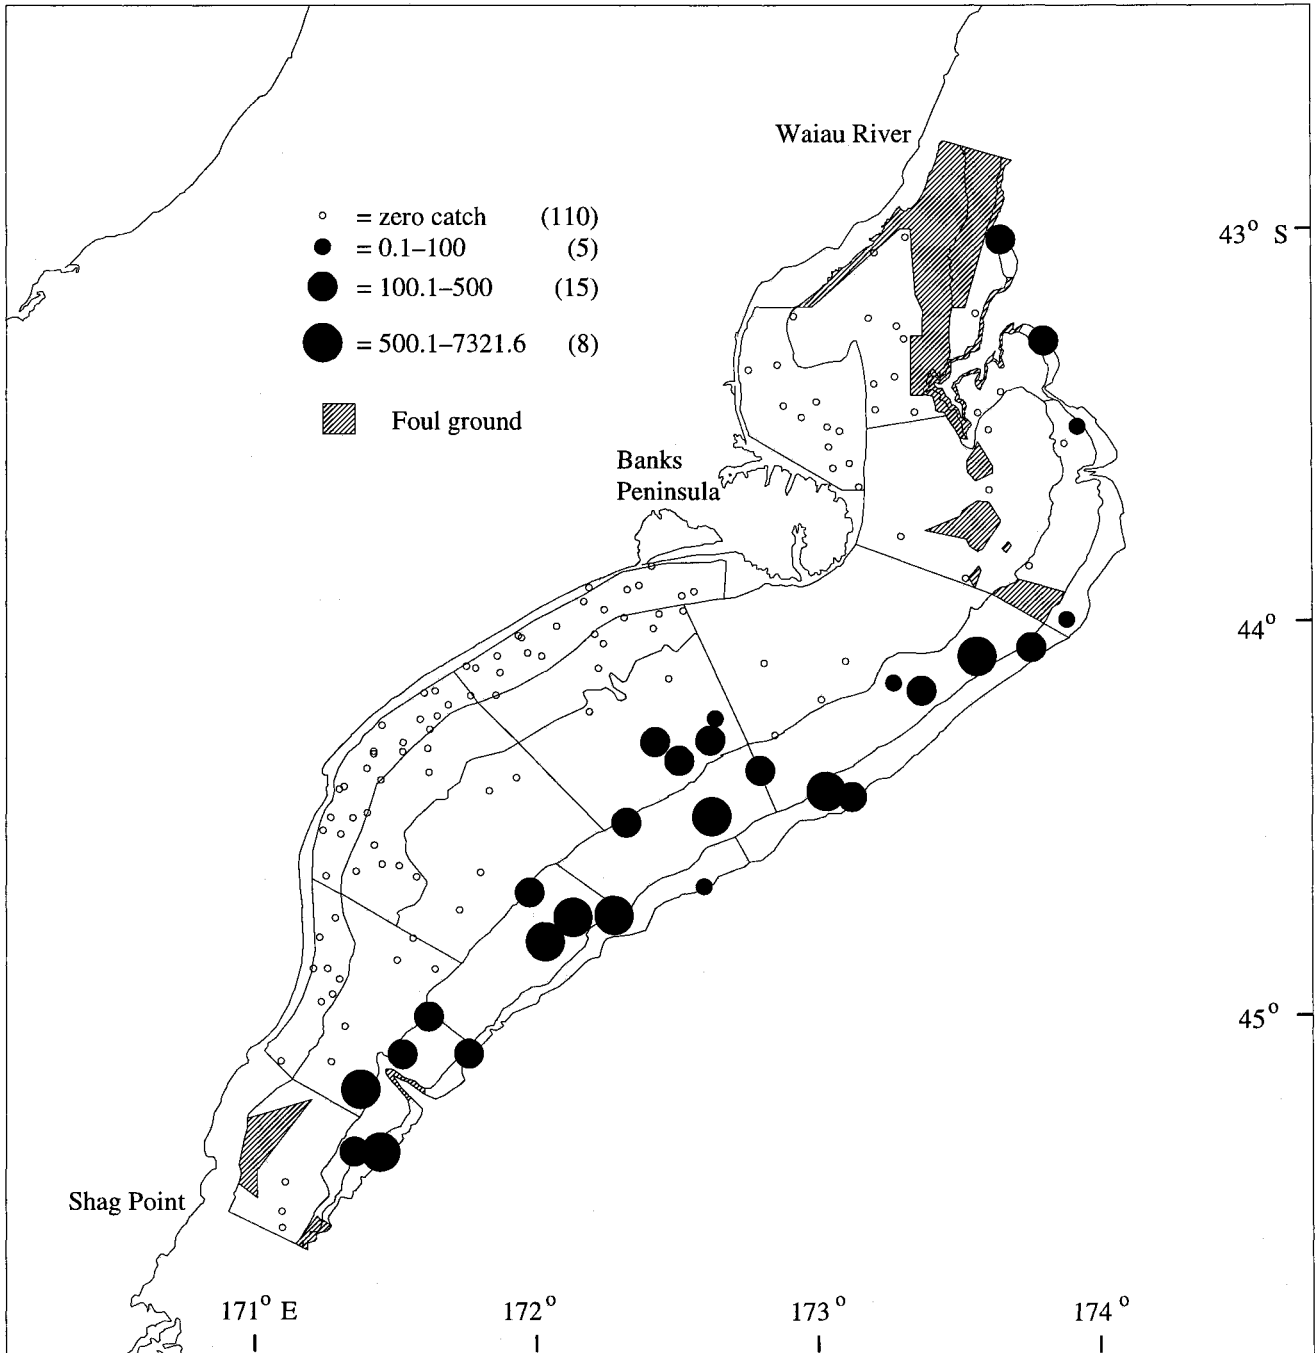 Waiau River
= zero catch (110)
= 0.1–100 (5)
= 100.1–500 (15)
= 500.1–7321.6 (8)
Foul ground
43° S
Banks
Peninsula
44°
45°
Shag Point
171° E 172° 173° 174°